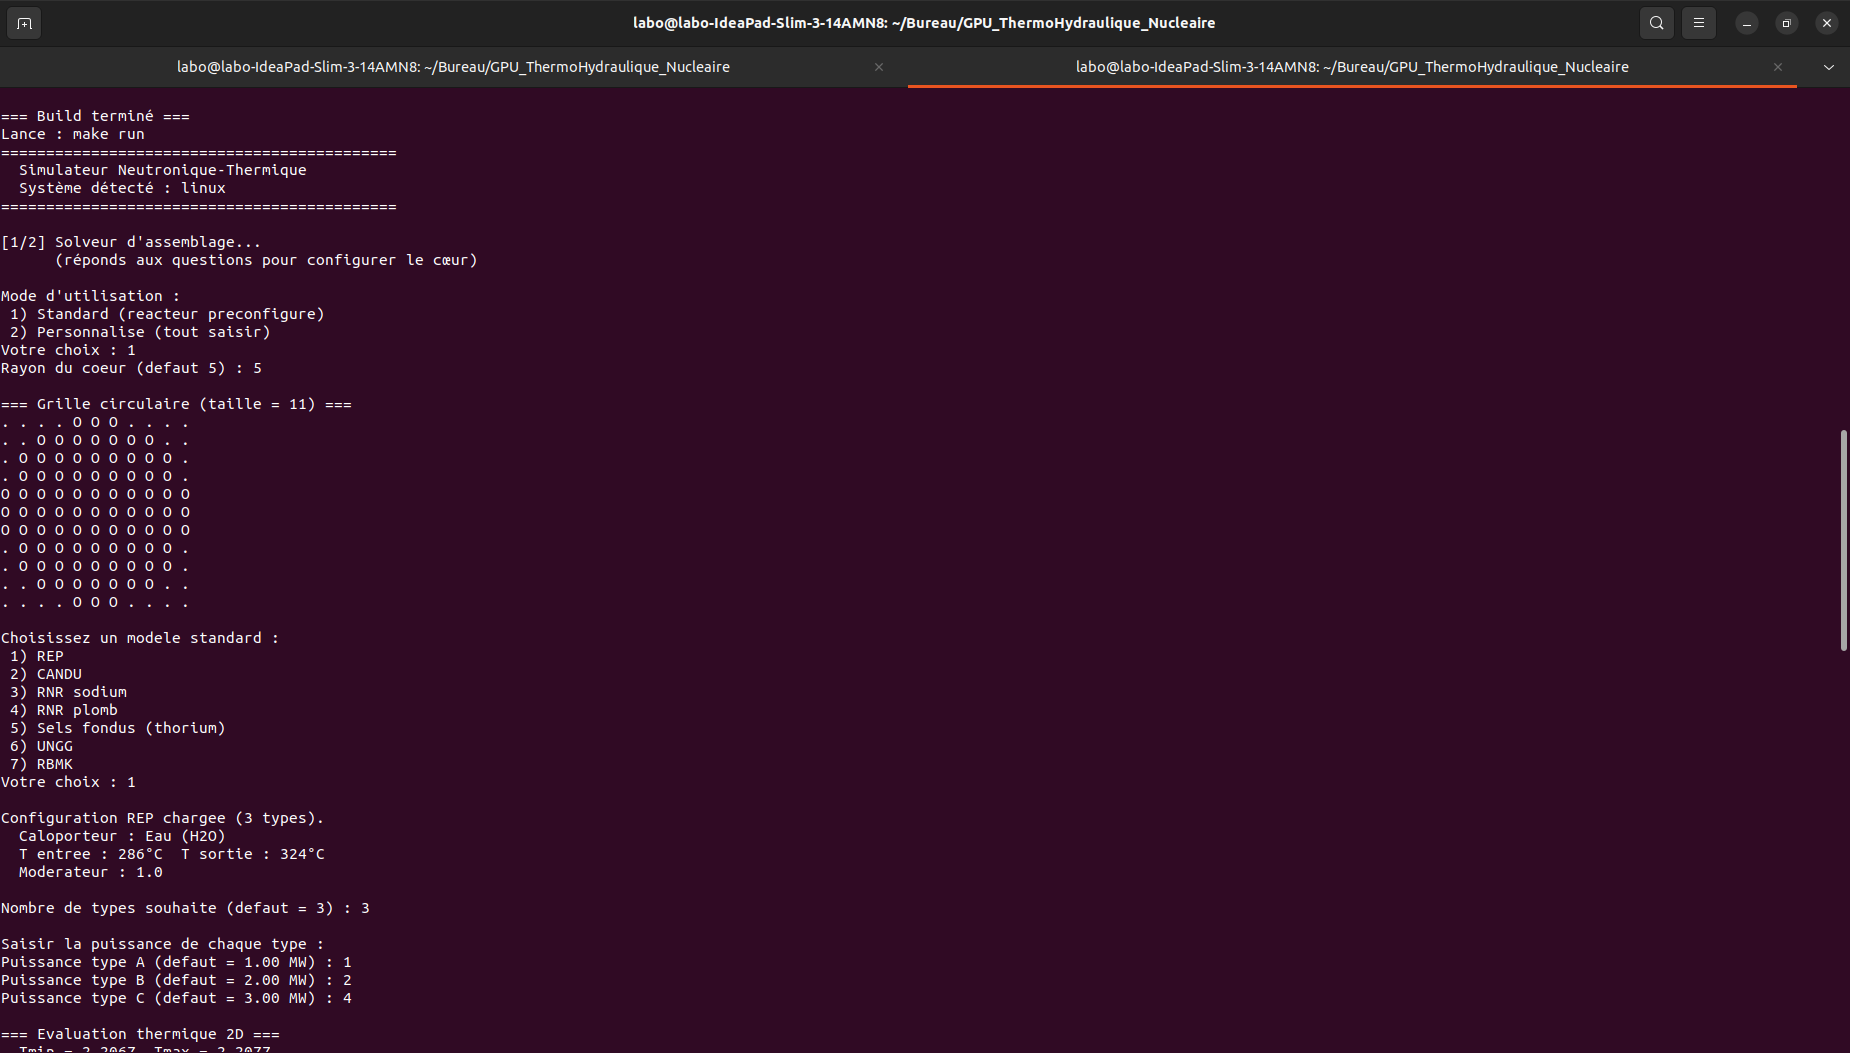 labo@labo-IdeaPad-Slim-3-14AMN8: ~/Bureau/GPU_ThermoHydraulique_Nucleaire
labo@labo-IdeaPad-Slim-3-14AMN8: ~/Bureau/GPU_ThermoHydraulique_Nucleaire
labo@labo-IdeaPad-Slim-3-14AMN8: ~/Bureau/GPU_ThermoHydraulique_Nucleaire
=== Build terminé ===
Lance : make run
============================================
  Simulateur Neutronique-Thermique
  Système détecté : linux
============================================
[1/2] Solveur d'assemblage...
      (réponds aux questions pour configurer le cœur)
Mode d'utilisation :
 1) Standard (reacteur preconfigure)
 2) Personnalise (tout saisir)
Votre choix : 1
Rayon du coeur (defaut 5) : 5
=== Grille circulaire (taille = 11) ===
. . . . O O O . . . .
. . O O O O O O O . .
. O O O O O O O O O .
. O O O O O O O O O .
O O O O O O O O O O O
O O O O O O O O O O O
O O O O O O O O O O O
. O O O O O O O O O .
. O O O O O O O O O .
. . O O O O O O O . .
. . . . O O O . . . .
Choisissez un modele standard :
 1) REP
 2) CANDU
 3) RNR sodium
 4) RNR plomb
 5) Sels fondus (thorium)
 6) UNGG
 7) RBMK
Votre choix : 1
Configuration REP chargee (3 types).
  Caloporteur : Eau (H2O)
  T entree : 286°C  T sortie : 324°C
  Moderateur : 1.0
Nombre de types souhaite (defaut = 3) : 3
Saisir la puissance de chaque type :
Puissance type A (defaut = 1.00 MW) : 1
Puissance type B (defaut = 2.00 MW) : 2
Puissance type C (defaut = 3.00 MW) : 4
=== Evaluation thermique 2D ===
  Tmin = 2.2067  Tmax = 2.2077